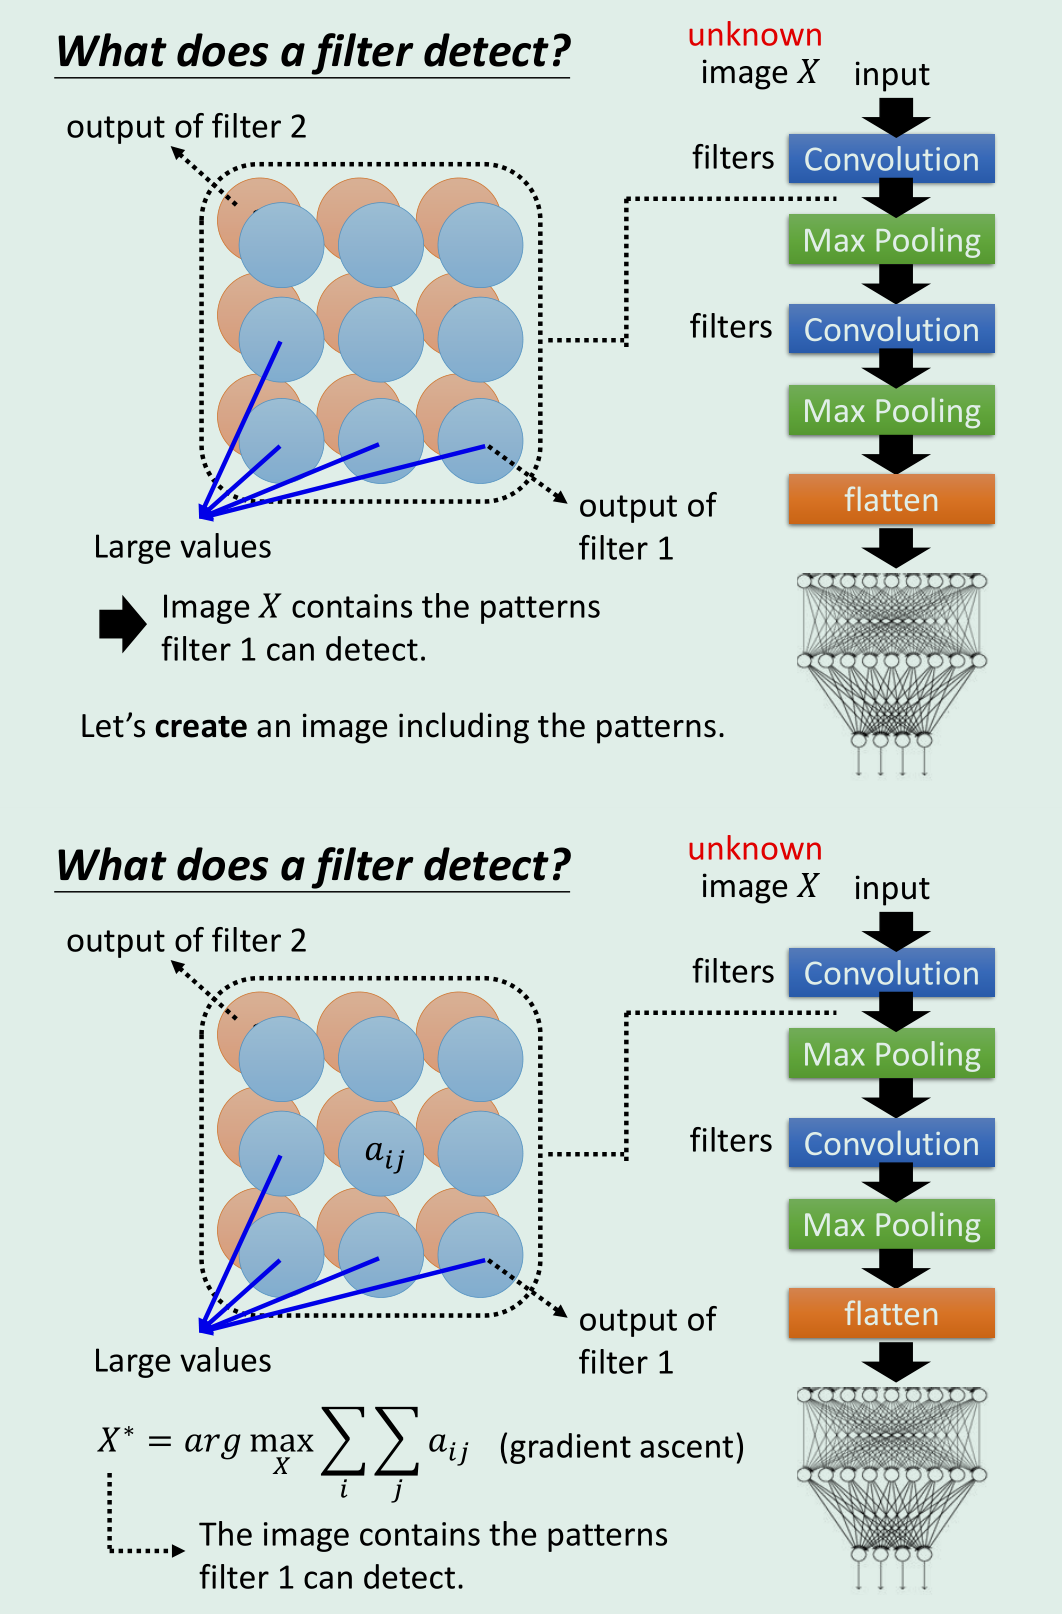 What does a filter detect?
unknown
image X
input
output of filter 2
filters
Convolution
Max Pooling
filters
Convolution
Max Pooling
flatten
output of
filter 1
Large values
Image X contains the patterns
filter 1 can detect.
Let's create an image including the patterns.
What does a filter detect?
unknown
image X
input
output of filter 2
filters
Convolution
Max Pooling
a_{ij}
filters
Convolution
Max Pooling
flatten
output of
filter 1
Large values
X^* = arg \max_X \sum_i \sum_j a_{ij} (gradient ascent)
The image contains the patterns
filter 1 can detect.